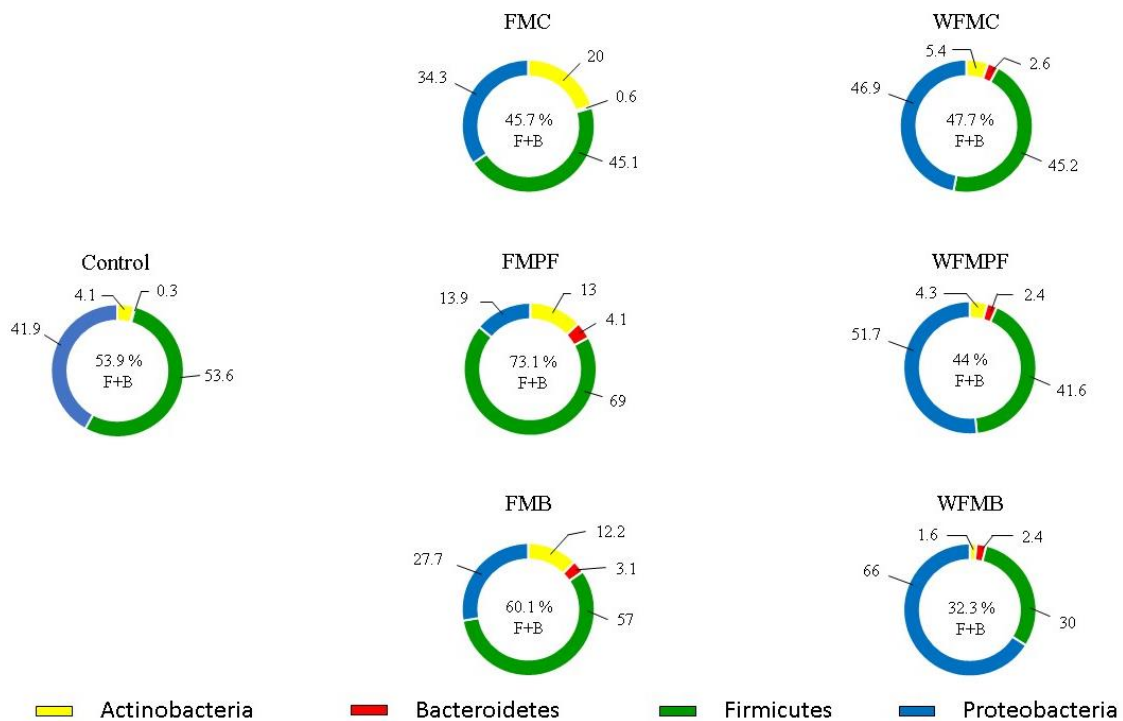 FMC
20
34.3
0.6
45.7 %
F+B
45.1
WFMC
5.4
2.6
46.9
47.7 %
F+B
45.2
Control
4.1
0.3
41.9
53.9 %
F+B
53.6
FMPF
13.9
13
4.1
73.1 %
F+B
69
WFMPF
4.3
2.4
51.7
44 %
F+B
41.6
FMB
12.2
27.7
3.1
60.1 %
F+B
57
WFMB
1.6
2.4
66
32.3 %
F+B
30
Actinobacteria
Bacteroidetes
Firmicutes
Proteobacteria